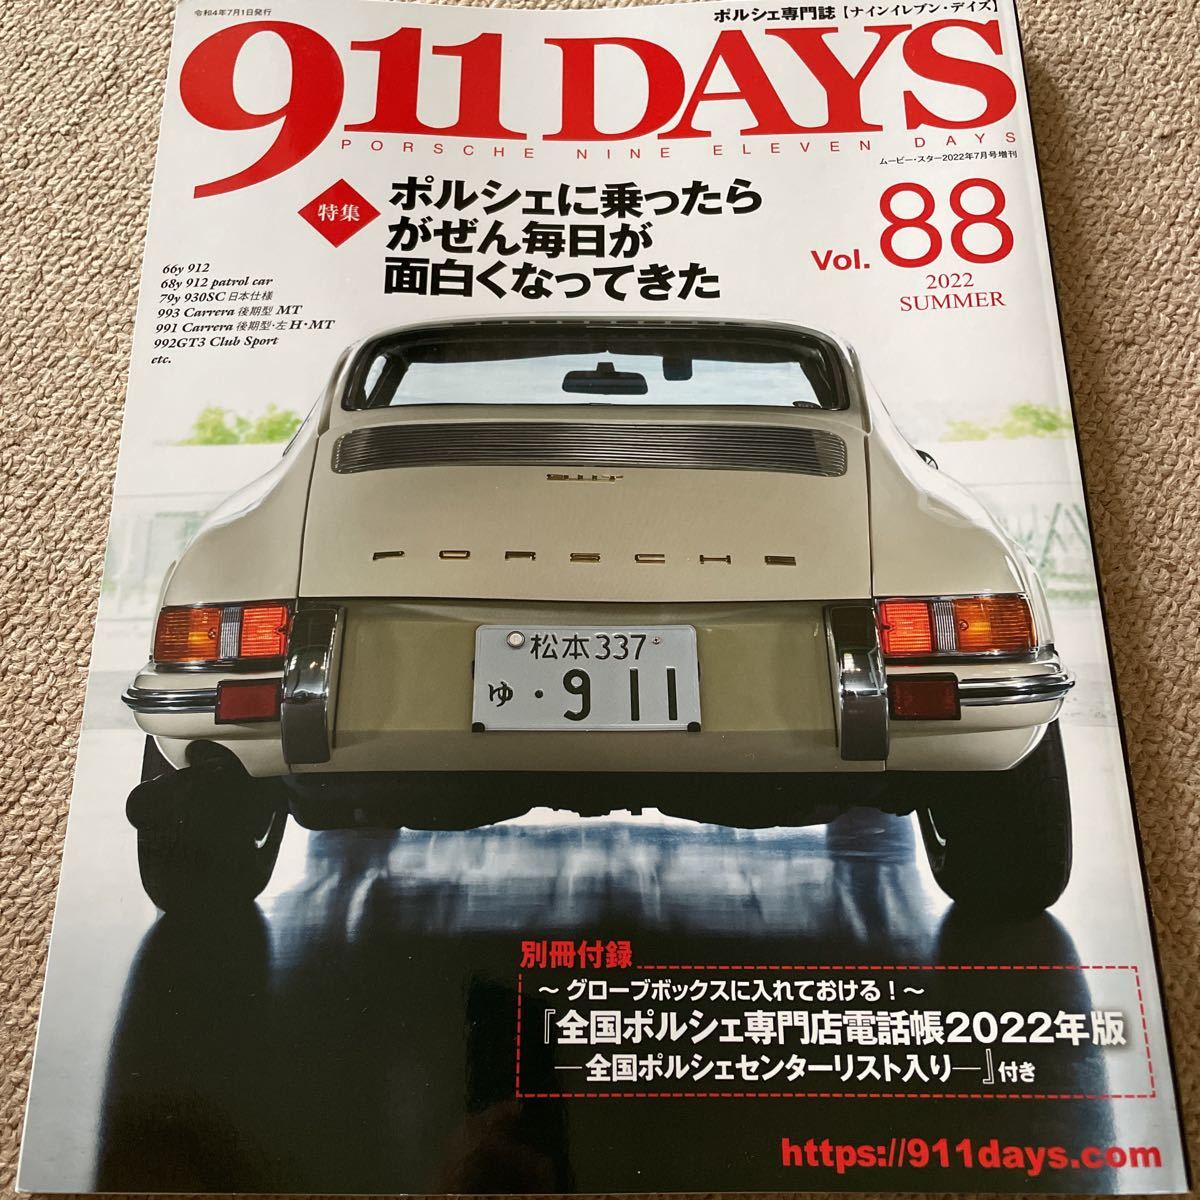 令和4年7月1日発行
ポルシェ専門誌【ナインイレブン・デイズ】
911 DAYS
PORSCHE NINE ELEVEN DAYS
ムービー・スター2022年7月号増刊
特集
ポルシェに乗ったら
がぜん毎日が
面白くなってきた
Vol. 88
2022
SUMMER
66y 912
68y 912 patrol car
79y 930SC 日本仕様
993 Carrera 後期型 MT
991 Carrera 後期型・左 H・MT
992GT3 Club Sport
etc.
911T
PORSCHE
松本 337
ゆ ・911
別冊付録
～グローブボックスに入れておける！～
『全国ポルシェ専門店電話帳2022年版
―全国ポルシェセンターリスト入り―』付き
https://911days.com